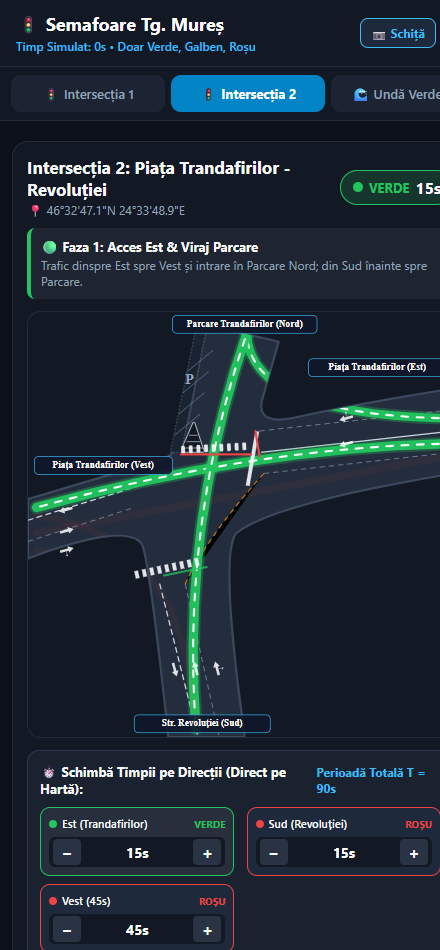 🚦 Semafoare Tg. Mureș
Timp Simulat: 0s • Doar Verde, Galben, Roșu
📷 Schiță
🚦 Intersecția 1
🚦 Intersecția 2
🌊 Undă Verde
Intersecția 2: Piața Trandafirilor -
Revoluției
VERDE 15s
📍 46°32'47.1"N 24°33'48.9"E
🟢 Faza 1: Acces Est & Viraj Parcare
Trafic dinspre Est spre Vest și intrare în Parcare Nord; din Sud înainte spre
Parcare.
Parcare Trandafirilor (Nord)
Piața Trandafirilor (Est)
P
Piața Trandafirilor (Vest)
Str. Revoluției (Sud)
⏰ Schimbă Timpii pe Direcții (Direct pe
Hartă):
Perioadă Totală T =
90s
Est (Trandafirilor)
VERDE
− 15s +
Sud (Revoluției)
ROȘU
− 15s +
Vest (45s)
ROȘU
− 45s +